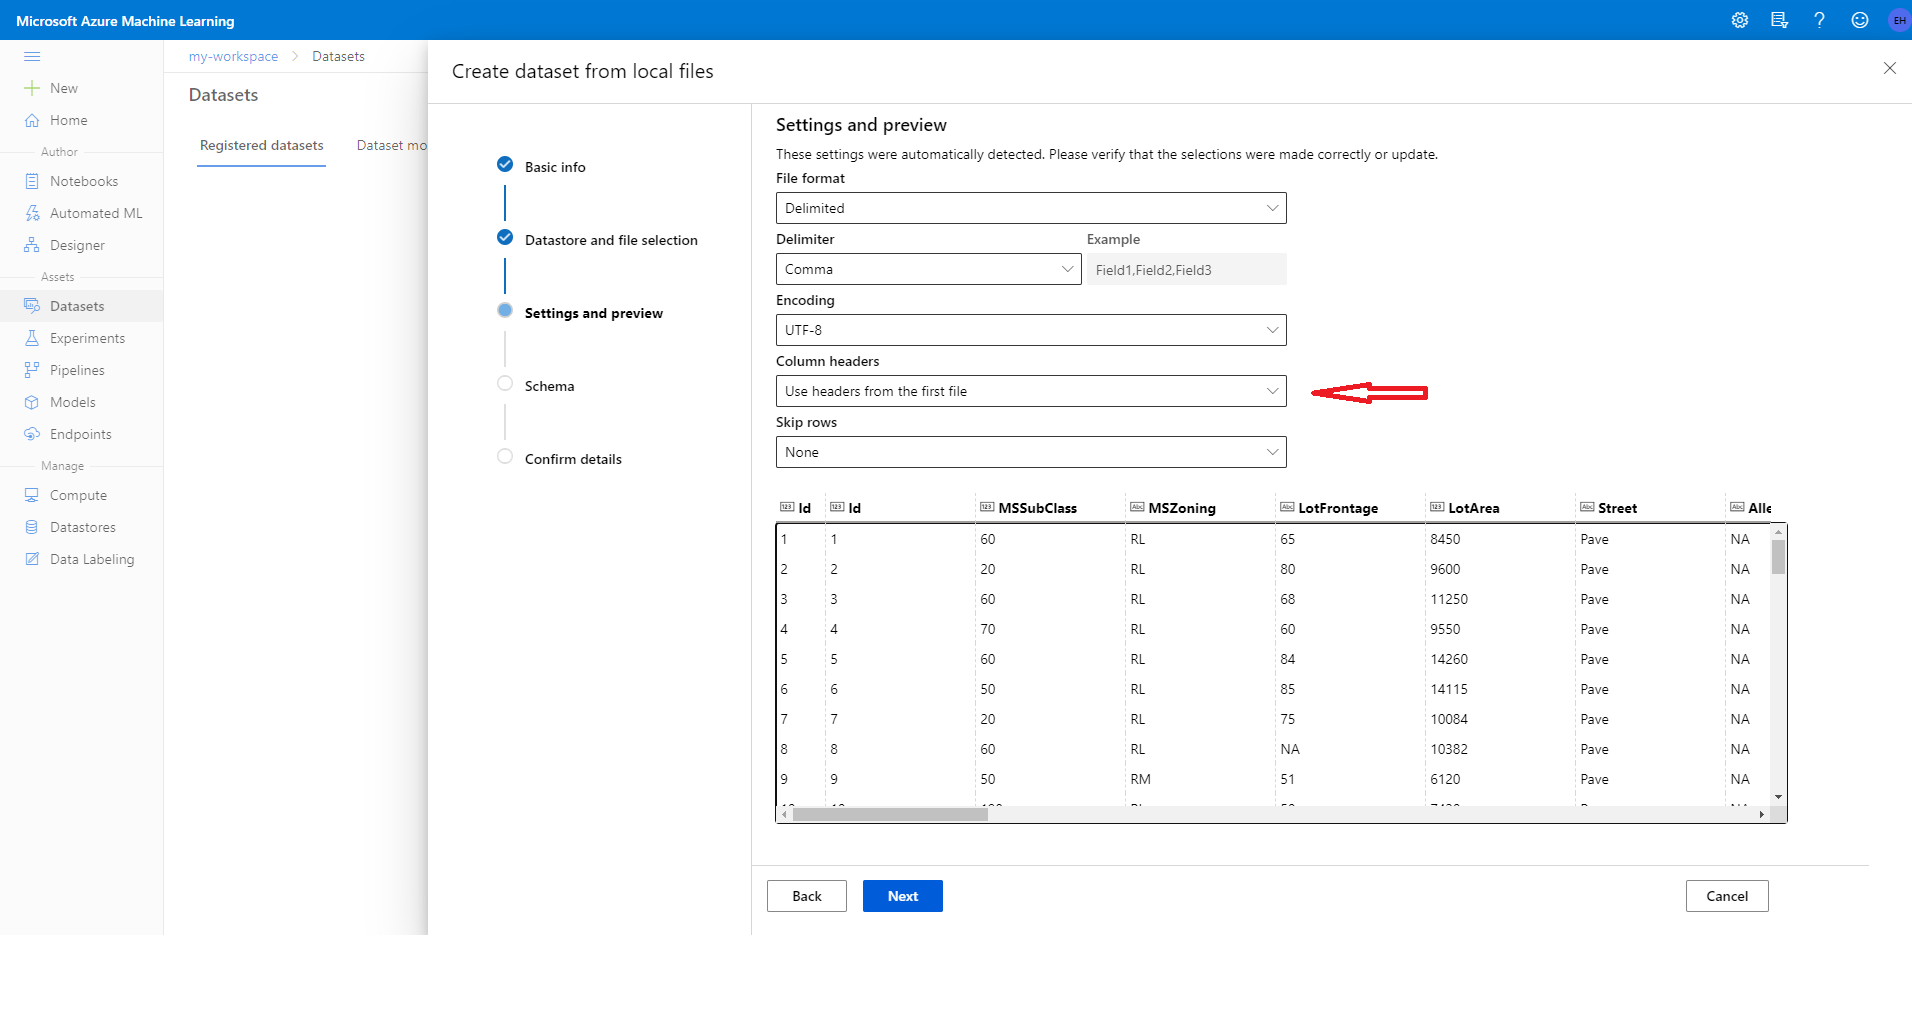 Microsoft Azure Machine Learning
EH
New
Home
Author
Notebooks
Automated ML
Designer
Assets
Datasets
Experiments
Pipelines
Models
Endpoints
Manage
Compute
Datastores
Data Labeling
my-workspace > Datasets
Datasets
Registered datasets Dataset mo
Create dataset from local files
Basic info
Datastore and file selection
Settings and preview
Schema
Confirm details
Settings and preview
These settings were automatically detected. Please verify that the selections were made correctly or update.
File format
Delimited
Delimiter Example
Comma Field1,Field2,Field3
Encoding
UTF-8
Column headers
Use headers from the first file
Skip rows
None
123 Id 123 Id 123 MSSubClass Abc MSZoning Abc LotFrontage 123 LotArea Abc Street Abc Alle
1 1 60 RL 65 8450 Pave NA
2 2 20 RL 80 9600 Pave NA
3 3 60 RL 68 11250 Pave NA
4 4 70 RL 60 9550 Pave NA
5 5 60 RL 84 14260 Pave NA
6 6 50 RL 85 14115 Pave NA
7 7 20 RL 75 10084 Pave NA
8 8 60 RL NA 10382 Pave NA
9 9 50 RM 51 6120 Pave NA
Back Next Cancel